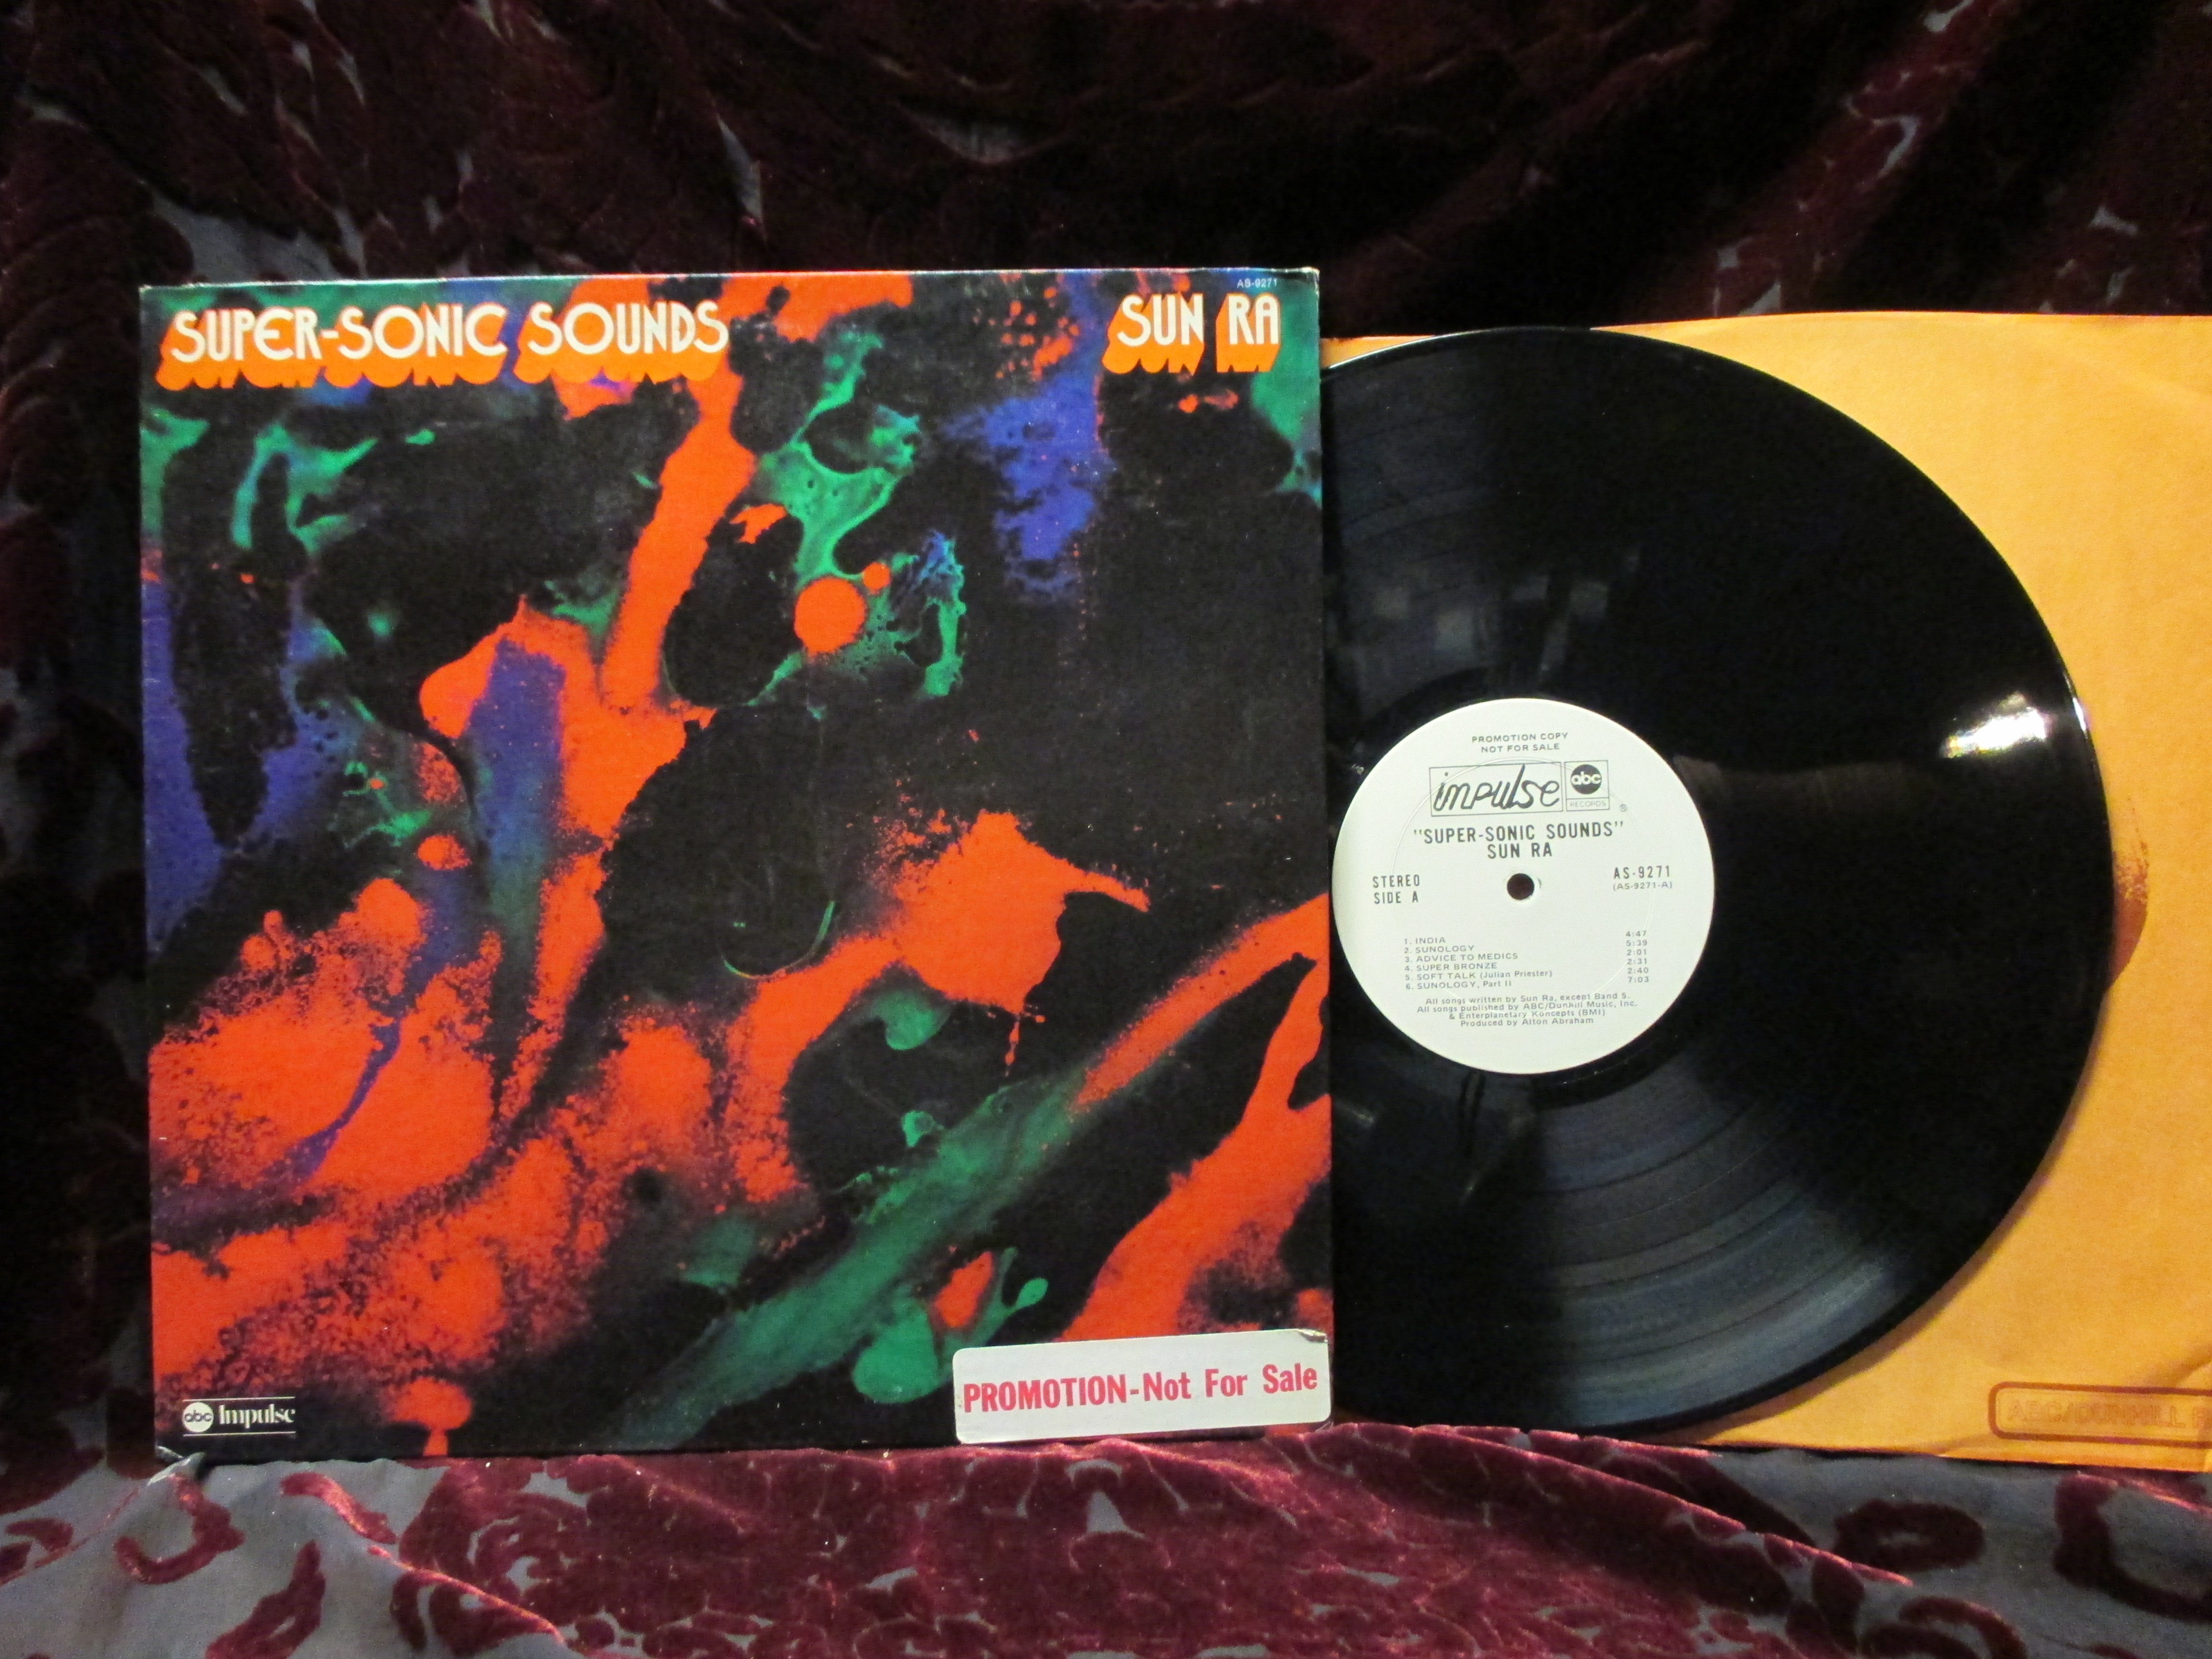 AS-9271
SUPER-SONIC SOUNDS
SUN RA
abc Impulse
PROMOTION-Not For Sale
PROMOTION COPY
NOT FOR SALE
impulse
abc
RECORDS
®
"SUPER-SONIC SOUNDS"
SUN RA
STEREO
SIDE A
AS-9271
(AS-9271-A)
1. INDIA 4:47
2. SUNOLOGY 5:39
3. ADVICE TO MEDICS 2:01
4. SUPER BRONZE 2:31
5. SOFT TALK (Julian Priester) 2:40
6. SUNOLOGY, Part II 7:03
All songs written by Sun Ra, except Band 5.
All songs published by ABC/Dunhill Music, Inc.
& Enterplanetary Koncepts (BMI)
Produced by Alton Abraham
ABC/DUNHILL